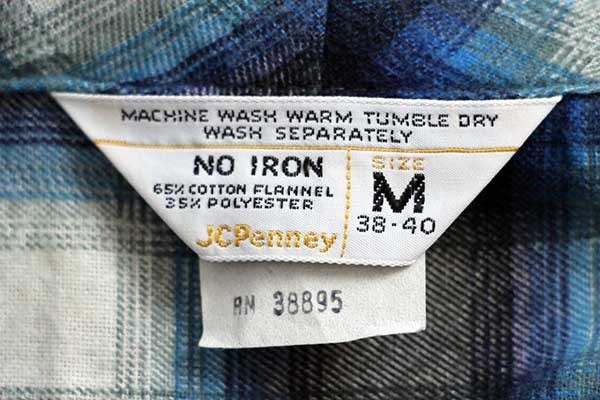 MACHINE WASH WARM TUMBLE DRY
WASH SEPARATELY
NO IRON
65% COTTON FLANNEL
35% POLYESTER
JCPenney
SIZE
M
38-40
RN 38895